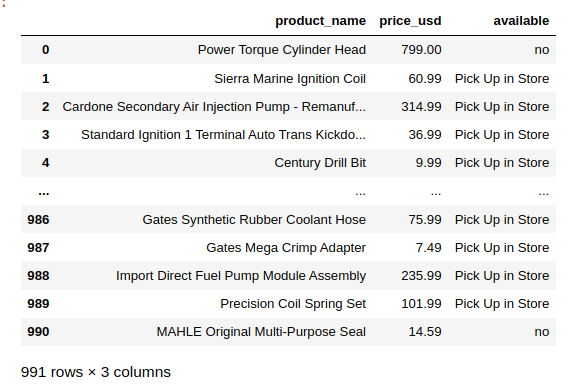 product_name price_usd available
0 Power Torque Cylinder Head 799.00 no
1 Sierra Marine Ignition Coil 60.99 Pick Up in Store
2 Cardone Secondary Air Injection Pump - Remanuf... 314.99 Pick Up in Store
3 Standard Ignition 1 Terminal Auto Trans Kickdo... 36.99 Pick Up in Store
4 Century Drill Bit 9.99 Pick Up in Store
... ... ... ...
986 Gates Synthetic Rubber Coolant Hose 75.99 Pick Up in Store
987 Gates Mega Crimp Adapter 7.49 Pick Up in Store
988 Import Direct Fuel Pump Module Assembly 235.99 Pick Up in Store
989 Precision Coil Spring Set 101.99 Pick Up in Store
990 MAHLE Original Multi-Purpose Seal 14.59 no
991 rows × 3 columns